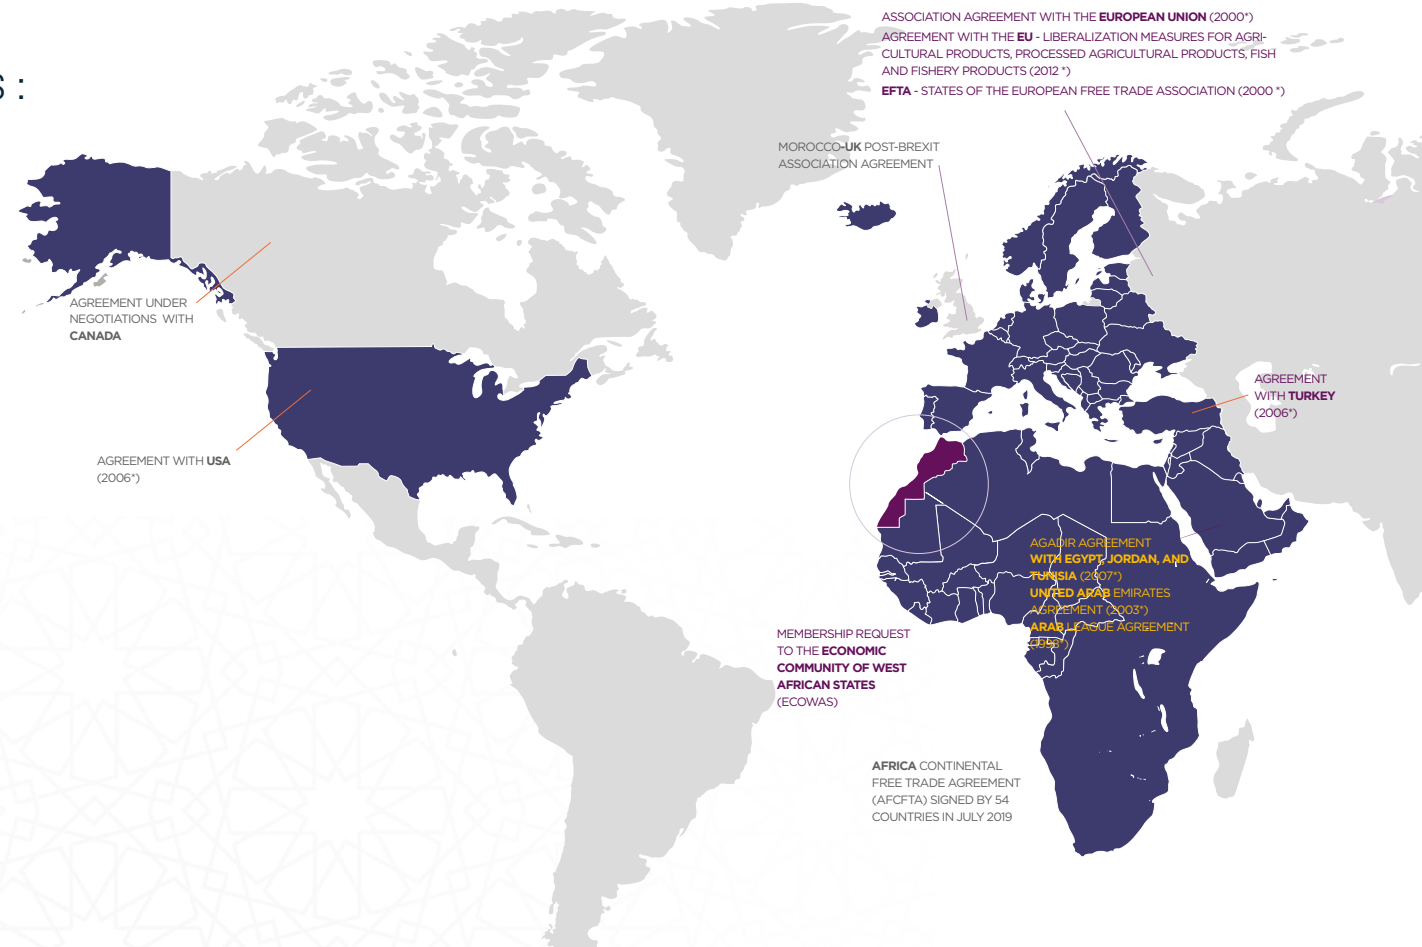 S :
ASSOCIATION AGREEMENT WITH THE EUROPEAN UNION (2000*)
AGREEMENT WITH THE EU - LIBERALIZATION MEASURES FOR AGRI-
CULTURAL PRODUCTS, PROCESSED AGRICULTURAL PRODUCTS, FISH
AND FISHERY PRODUCTS (2012 *)
EFTA - STATES OF THE EUROPEAN FREE TRADE ASSOCIATION (2000 *)
MOROCCO-UK POST-BREXIT
ASSOCIATION AGREEMENT
AGREEMENT UNDER
NEGOTIATIONS WITH
CANADA
AGREEMENT
WITH TURKEY
(2006*)
AGREEMENT WITH USA
(2006*)
AGADIR AGREEMENT
WITH EGYPT, JORDAN, AND
TUNISIA (2007*)
UNITED ARAB EMIRATES
AGREEMENT (2003*)
ARAB LEAGUE AGREEMENT
(1998*)
MEMBERSHIP REQUEST
TO THE ECONOMIC
COMMUNITY OF WEST
AFRICAN STATES
(ECOWAS)
AFRICA CONTINENTAL
FREE TRADE AGREEMENT
(AFCFTA) SIGNED BY 54
COUNTRIES IN JULY 2019